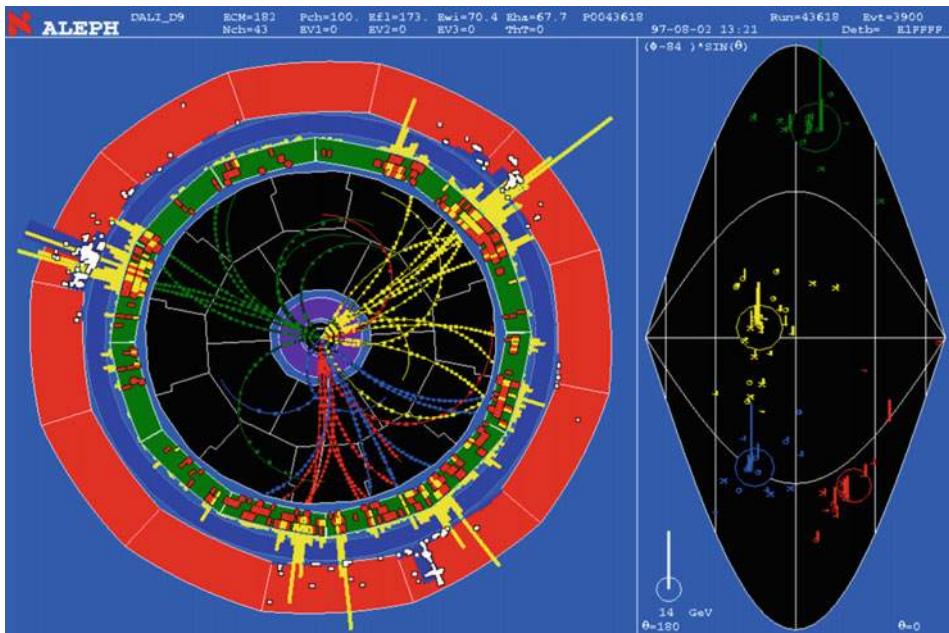 ALEPH DALI_D9 ECM=182 Pch=100. Efl=173. Ewi=70.4 Eha=67.7 P0043618 Run=43618 Evt=3900
Nch=43 EV1=0 EV2=0 EV3=0 ThT=0 97-08-02 13:21 Detb= E1FFFF
(Φ-84 )*SIN(θ)
14 GeV
θ=180 θ=0